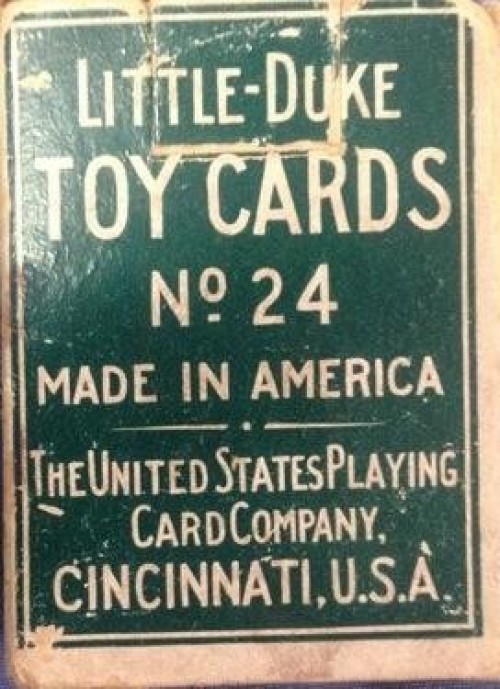 LITTLE-DUKE
TOY CARDS
Nº 24
MADE IN AMERICA
THE UNITED STATES PLAYING
CARD COMPANY,
CINCINNATI, U.S.A.